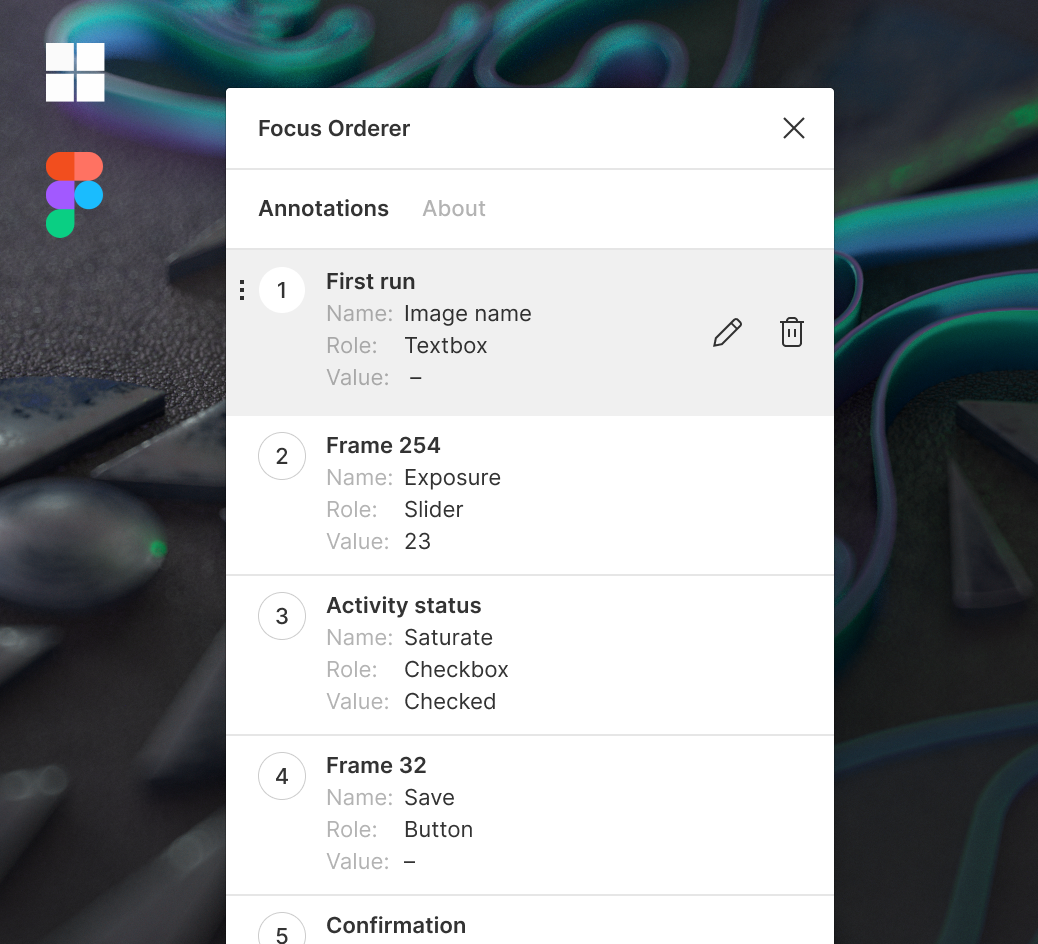 Focus Orderer
Annotations About
1 First run
Name: Image name
Role: Textbox
Value: –
2 Frame 254
Name: Exposure
Role: Slider
Value: 23
3 Activity status
Name: Saturate
Role: Checkbox
Value: Checked
4 Frame 32
Name: Save
Role: Button
Value: –
5 Confirmation